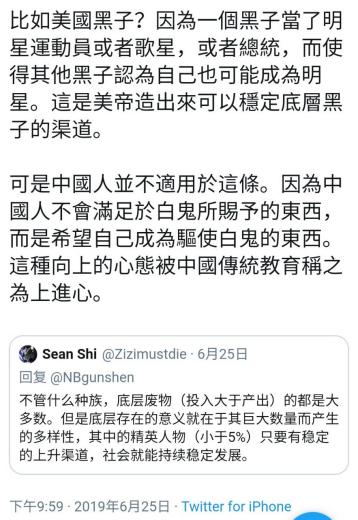 比如美國黑子？因為一個黑子當了明
星運動員或者歌星，或者總統，而使
得其他黑子認為自己也可能成為明
星。這是美帝造出來可以穩定底層黑
子的渠道。
可是中國人並不適用於這條。因為中
國人不會滿足於白鬼所賜予的東西，
而是希望自己成為驅使白鬼的東西。
這種向上的心態被中國傳統教育稱之
為上進心。
Sean Shi @Zizimustdie · 6月25日
回复 @NBgunshen
不管什么种族，底层废物（投入大于产出）的都是大
多数。但是底层存在的意义就在于其巨大数量而产生
的多样性，其中的精英人物（小于5%）只要有稳定
的上升渠道，社会就能持续稳定发展。
下午9:59 · 2019年6月25日 · Twitter for iPhone